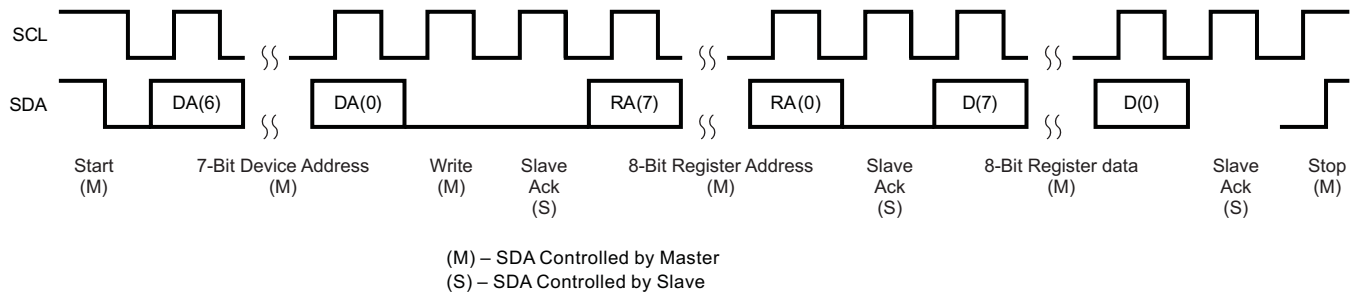 SCL
SDA
DA(6)
DA(0)
RA(7)
RA(0)
D(7)
D(0)
Start
(M)
7-Bit Device Address
(M)
Write
(M)
Slave
Ack
(S)
8-Bit Register Address
(M)
Slave
Ack
(S)
8-Bit Register data
(M)
Slave
Ack
(S)
Stop
(M)
(M) – SDA Controlled by Master
(S) – SDA Controlled by Slave